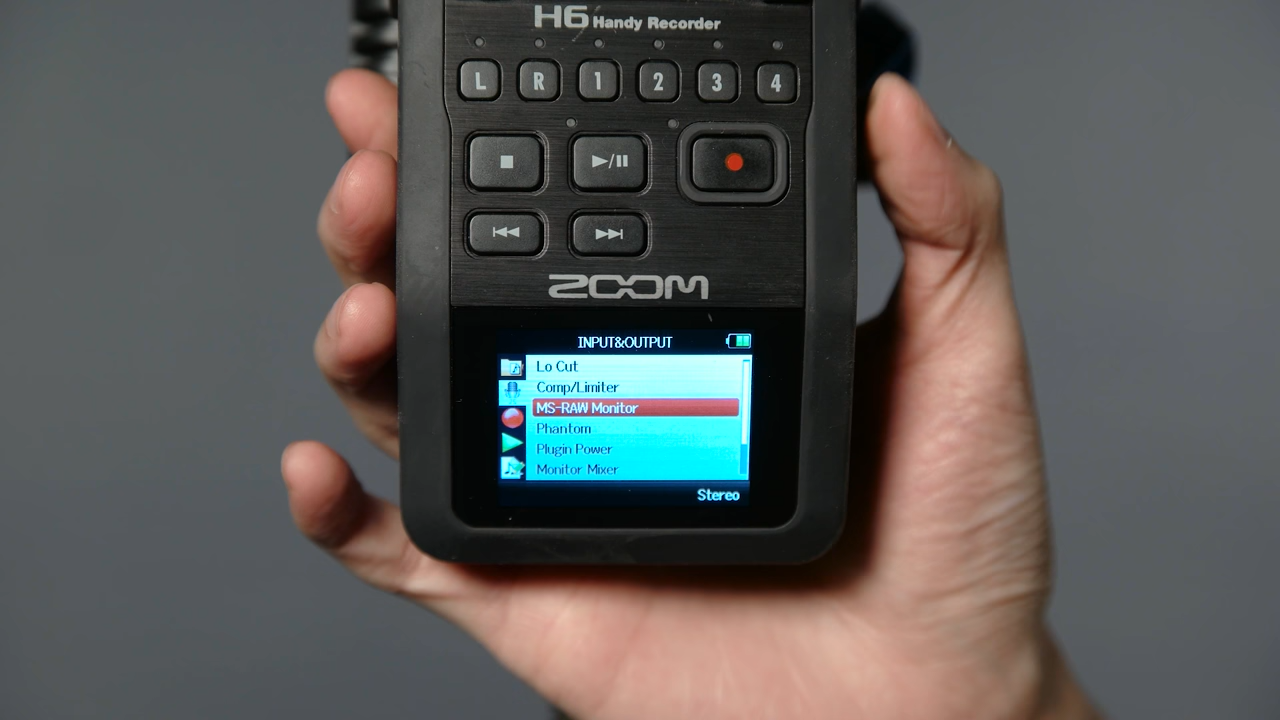 H6 Handy Recorder
L R 1 2 3 4
ZOOM
INPUT&OUTPUT
Lo Cut
Comp/Limiter
MS-RAW Monitor
Phantom
Plugin Power
Monitor Mixer
Stereo